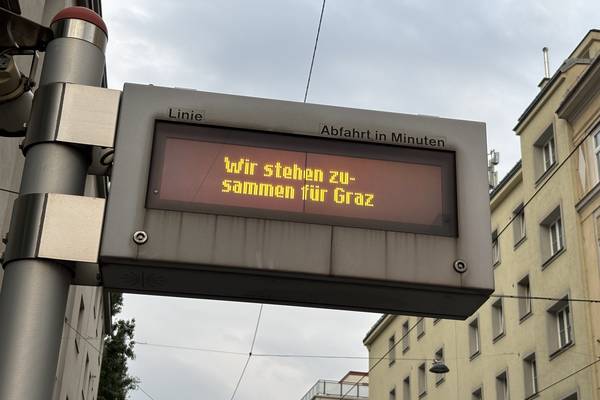 Linie
Abfahrt in Minuten
Wir stehen zu-
sammen für Graz